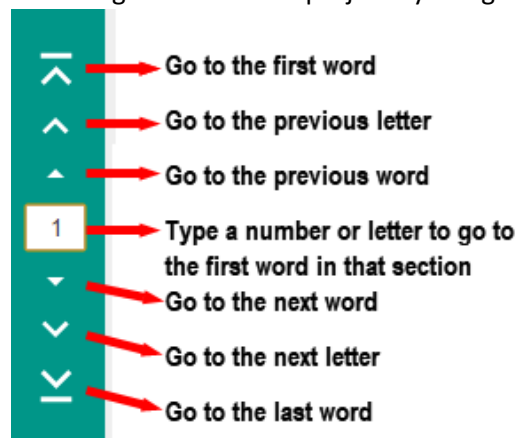 Go to the first word
Go to the previous letter
Go to the previous word
1
Type a number or letter to go to
the first word in that section
Go to the next word
Go to the next letter
Go to the last word